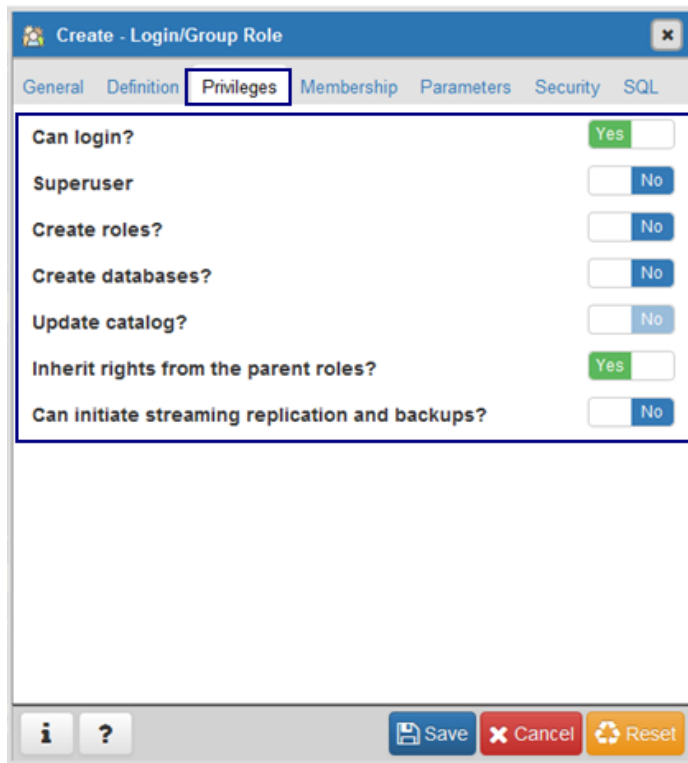 Create - Login/Group Role
General Definition Privileges Membership Parameters Security SQL
Can login? Yes
Superuser No
Create roles? No
Create databases? No
Update catalog? No
Inherit rights from the parent roles? Yes
Can initiate streaming replication and backups? No
i ? Save Cancel Reset